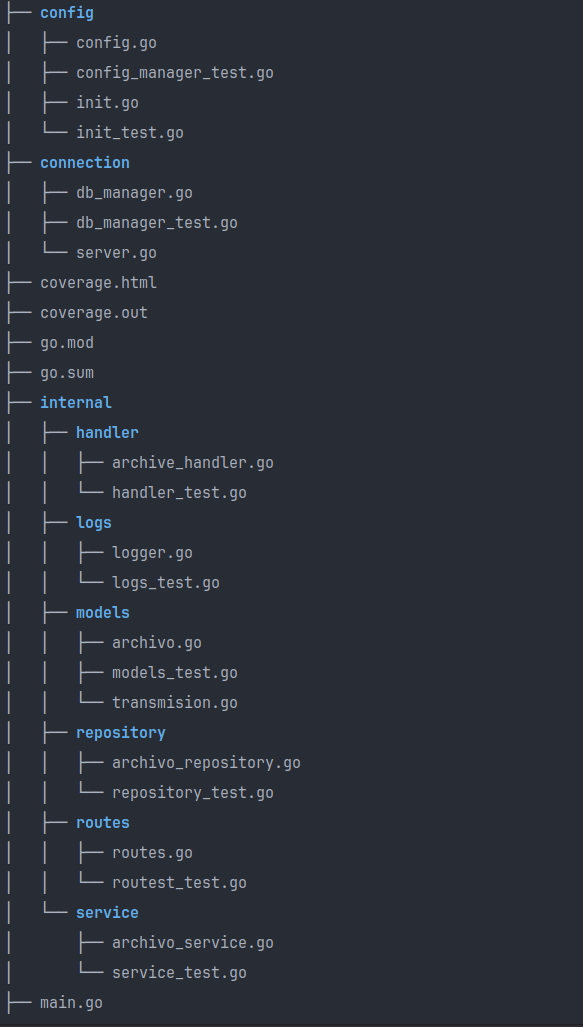 ├── config
│   ├── config.go
│   ├── config_manager_test.go
│   ├── init.go
│   └── init_test.go
├── connection
│   ├── db_manager.go
│   ├── db_manager_test.go
│   └── server.go
├── coverage.html
├── coverage.out
├── go.mod
├── go.sum
├── internal
│   ├── handler
│   │   ├── archive_handler.go
│   │   └── handler_test.go
│   ├── logs
│   │   ├── logger.go
│   │   └── logs_test.go
│   ├── models
│   │   ├── archivo.go
│   │   ├── models_test.go
│   │   └── transmision.go
│   ├── repository
│   │   ├── archivo_repository.go
│   │   └── repository_test.go
│   ├── routes
│   │   ├── routes.go
│   │   └── routest_test.go
│   └── service
│       ├── archivo_service.go
│       └── service_test.go
├── main.go